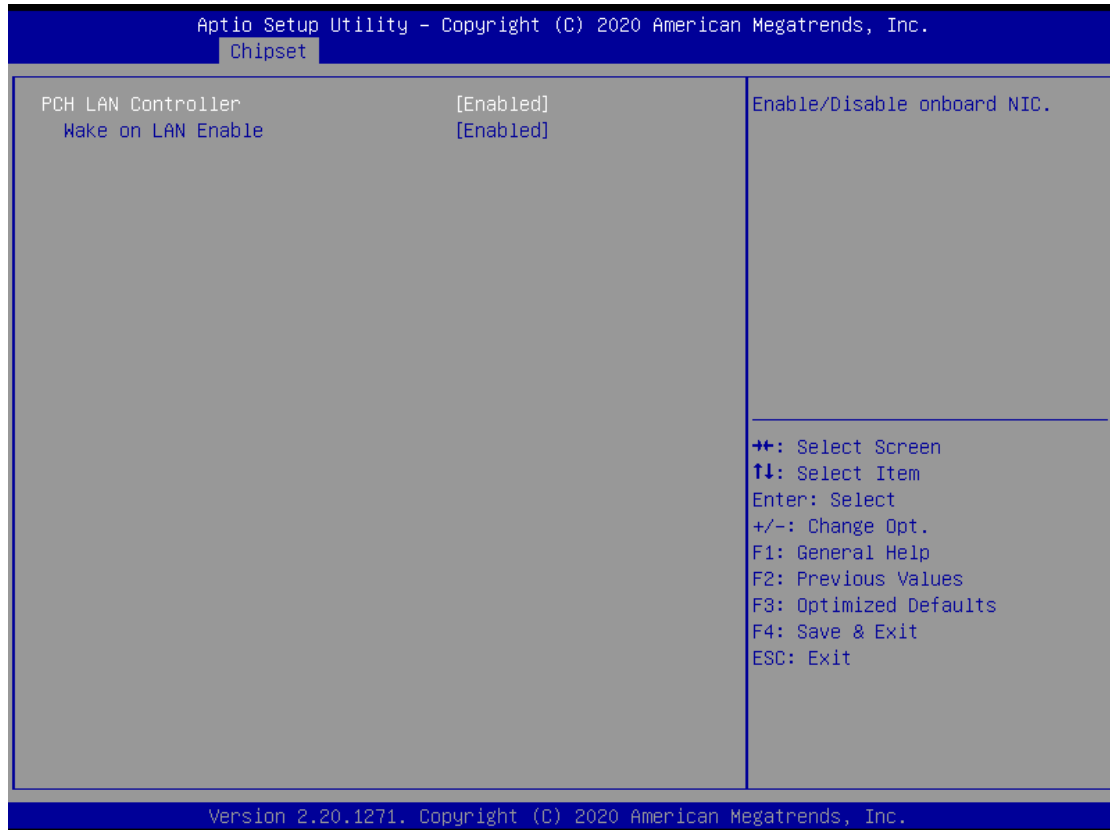 Aptio Setup Utility – Copyright (C) 2020 American Megatrends, Inc.
Chipset
PCH LAN Controller [Enabled]
Wake on LAN Enable [Enabled]
Enable/Disable onboard NIC.
→←: Select Screen
↑↓: Select Item
Enter: Select
+/-: Change Opt.
F1: General Help
F2: Previous Values
F3: Optimized Defaults
F4: Save & Exit
ESC: Exit
Version 2.20.1271. Copyright (C) 2020 American Megatrends, Inc.